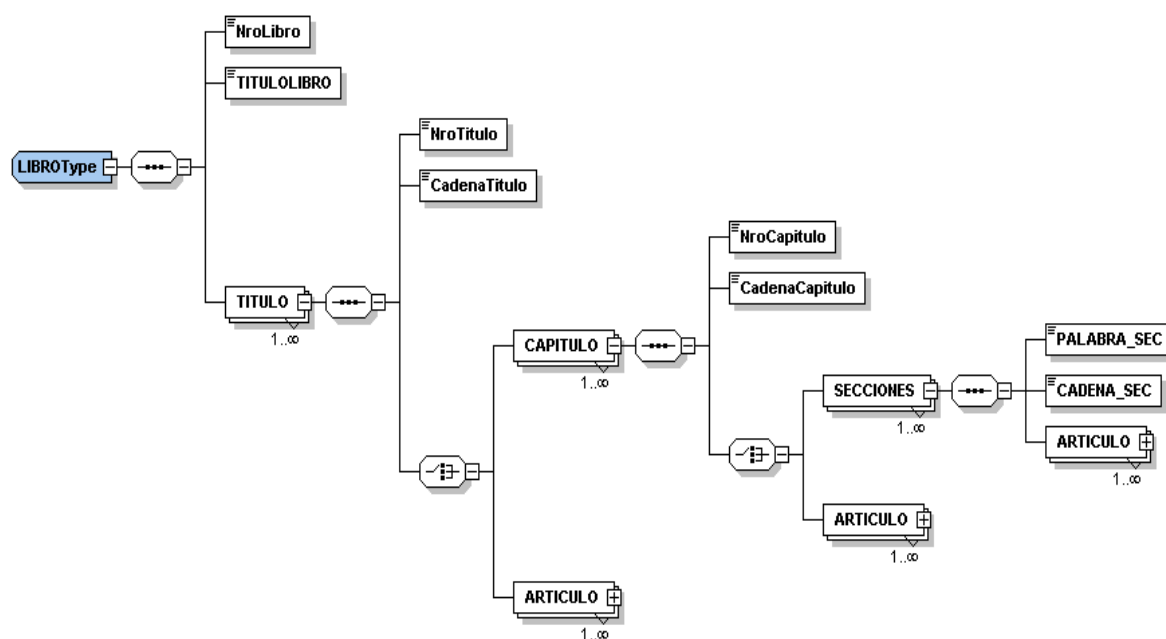 NroLibro
TITULOLIBRO
LIBROType
TITULO
1..∞
NroTitulo
CadenaTitulo
CAPITULO
1..∞
ARTICULO
1..∞
NroCapitulo
CadenaCapitulo
SECCIONES
1..∞
ARTICULO
1..∞
PALABRA_SEC
CADENA_SEC
ARTICULO
1..∞